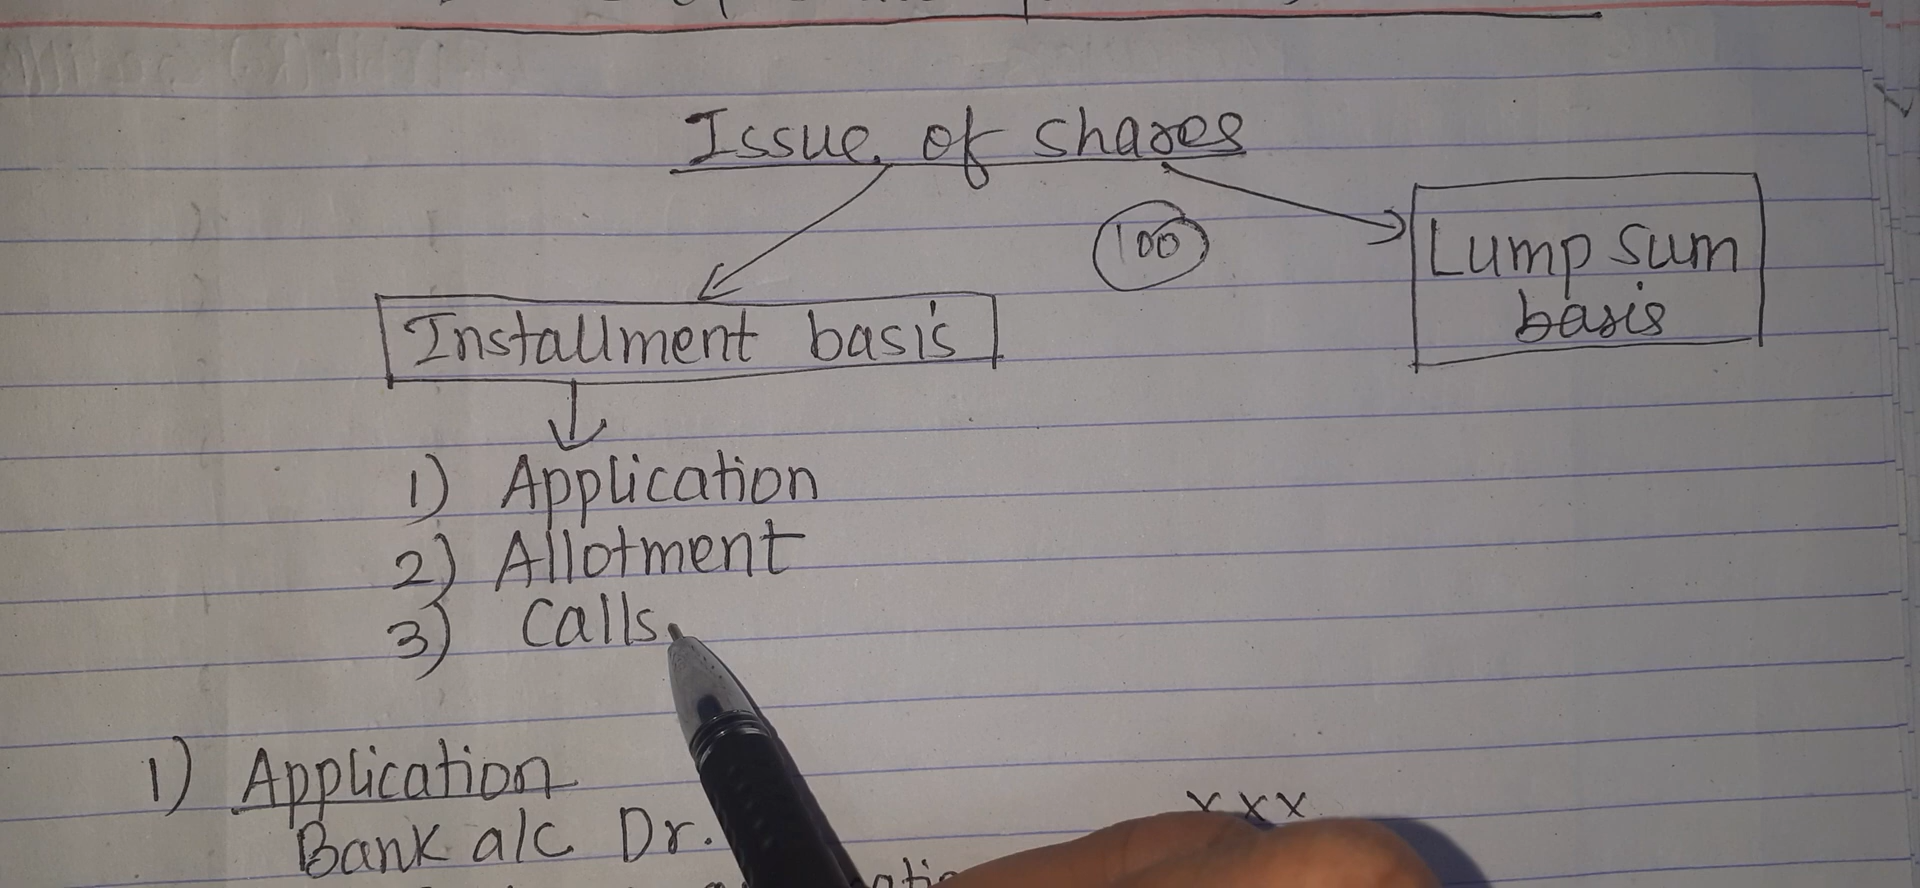 Issue of shares
100
Lump sum
basis
Installment basis
1) Application
2) Allotment
3) Calls
1) Application
Bank a/c Dr. xxx